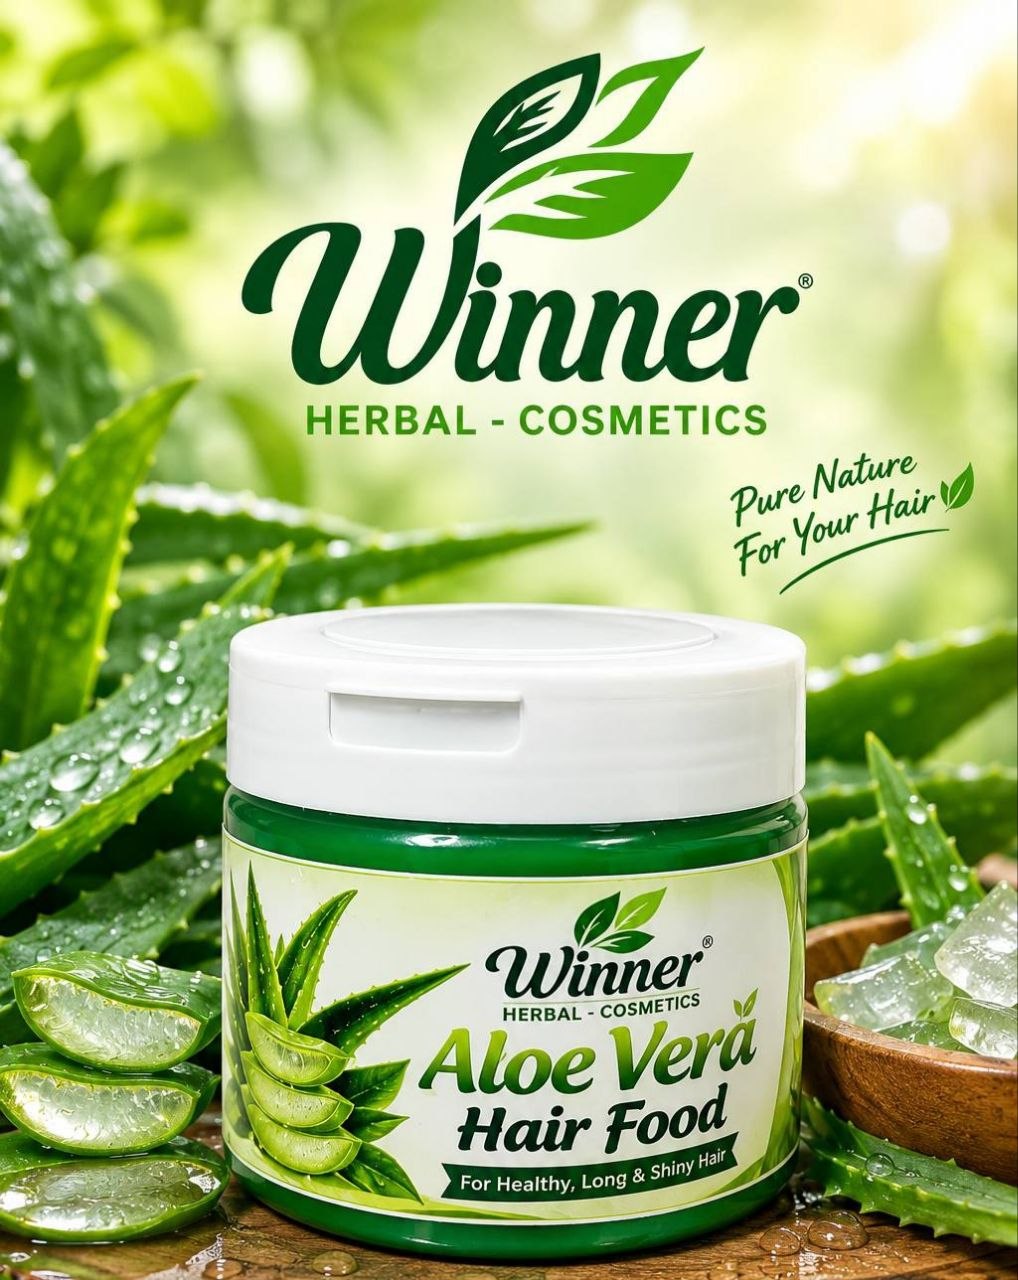 Winner®
HERBAL - COSMETICS
Pure Nature
For Your Hair
Winner®
HERBAL - COSMETICS
Aloe Vera
Hair Food
For Healthy, Long & Shiny Hair